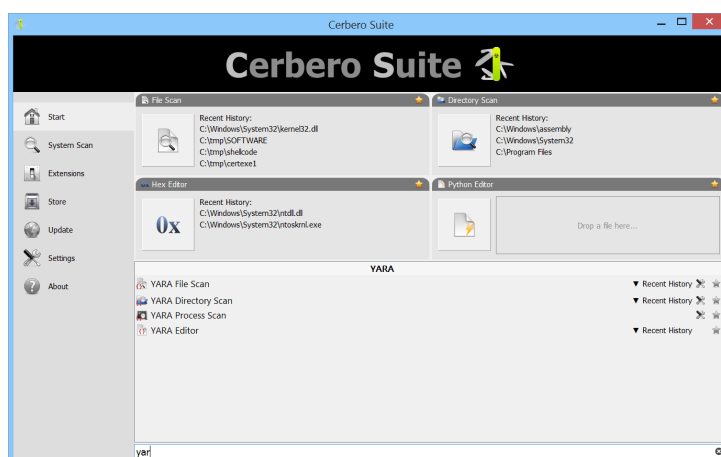 Cerbero Suite
Cerbero Suite
Start
System Scan
Extensions
Store
Update
Settings
About
File Scan
Recent History:
C:\Windows\System32\kernel32.dll
C:\tmp\SOFTWARE
C:\tmp\shellcode
C:\tmp\certexe1
Directory Scan
Recent History:
C:\Windows\assembly
C:\Windows\System32
C:\Program Files
Hex Editor
0x
Recent History:
C:\Windows\System32\ntdll.dll
C:\Windows\System32\ntoskrnl.exe
Python Editor
Drop a file here...
YARA
YARA File Scan ▼ Recent History
YARA Directory Scan ▼ Recent History
YARA Process Scan
YARA Editor ▼ Recent History
yar